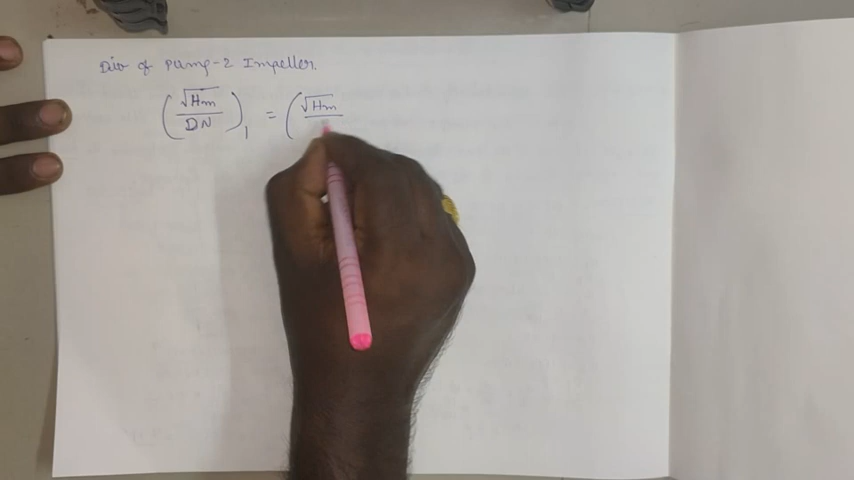 Dia of Pump-2 Impeller.
(√Hm / DN)₁ = (√Hm /